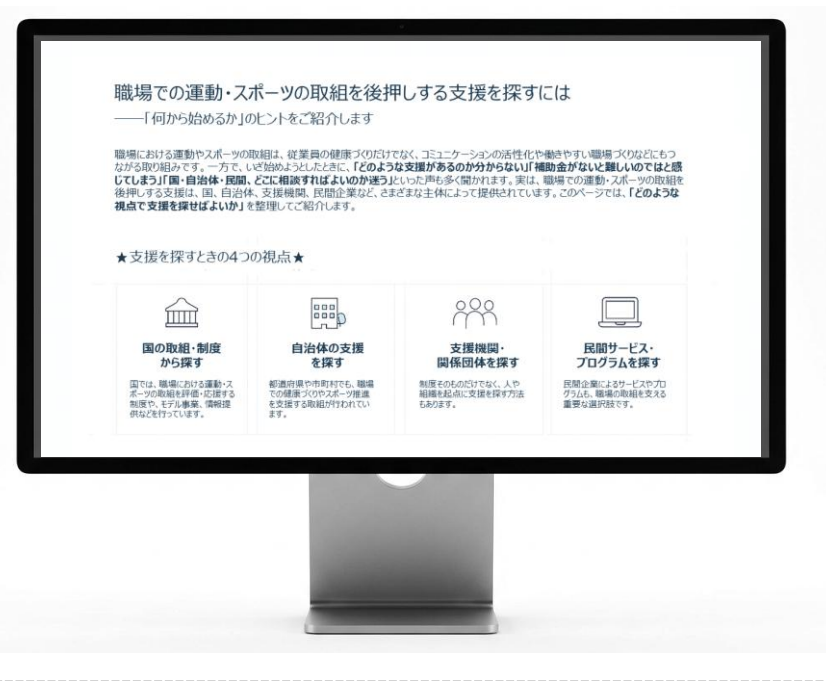 職場での運動・スポーツの取組を後押しする支援を探すには
――「何から始めるか」のヒントをご紹介します
職場における運動やスポーツの取組は、従業員の健康づくりだけでなく、コミュニケーションの活性化や働きやすい職場づくりなどにもつ
ながる取り組みです。一方で、いざ始めようとしたときに、「どのような支援があるのか分からない」「補助金がないと難しいのではと感
じてしまう」「国・自治体・民間、どこに相談すればよいのか迷う」といった声も多く聞かれます。実は、職場での運動・スポーツの取組を
後押しする支援は、国、自治体、支援機関、民間企業など、さまざまな主体によって提供されています。このページでは、「どのような
視点で支援を探せばよいか」を整理してご紹介します。
★支援を探すときの4つの視点★
国の取組・制度
から探す
国では、職場における運動・ス
ポーツの取組を評価・応援する
制度や、モデル事業、情報提
供などを行っています。
自治体の支援
を探す
都道府県や市町村でも、職場
での健康づくりやスポーツ推進
を支援する取組が行われてい
ます。
支援機関・
関係団体を探す
制度そのものだけでなく、人や
組織を起点に支援を探す方法
もあります。
民間サービス・
プログラムを探す
民間企業によるサービスやプロ
グラムも、職場の取組を支える
重要な選択肢です。